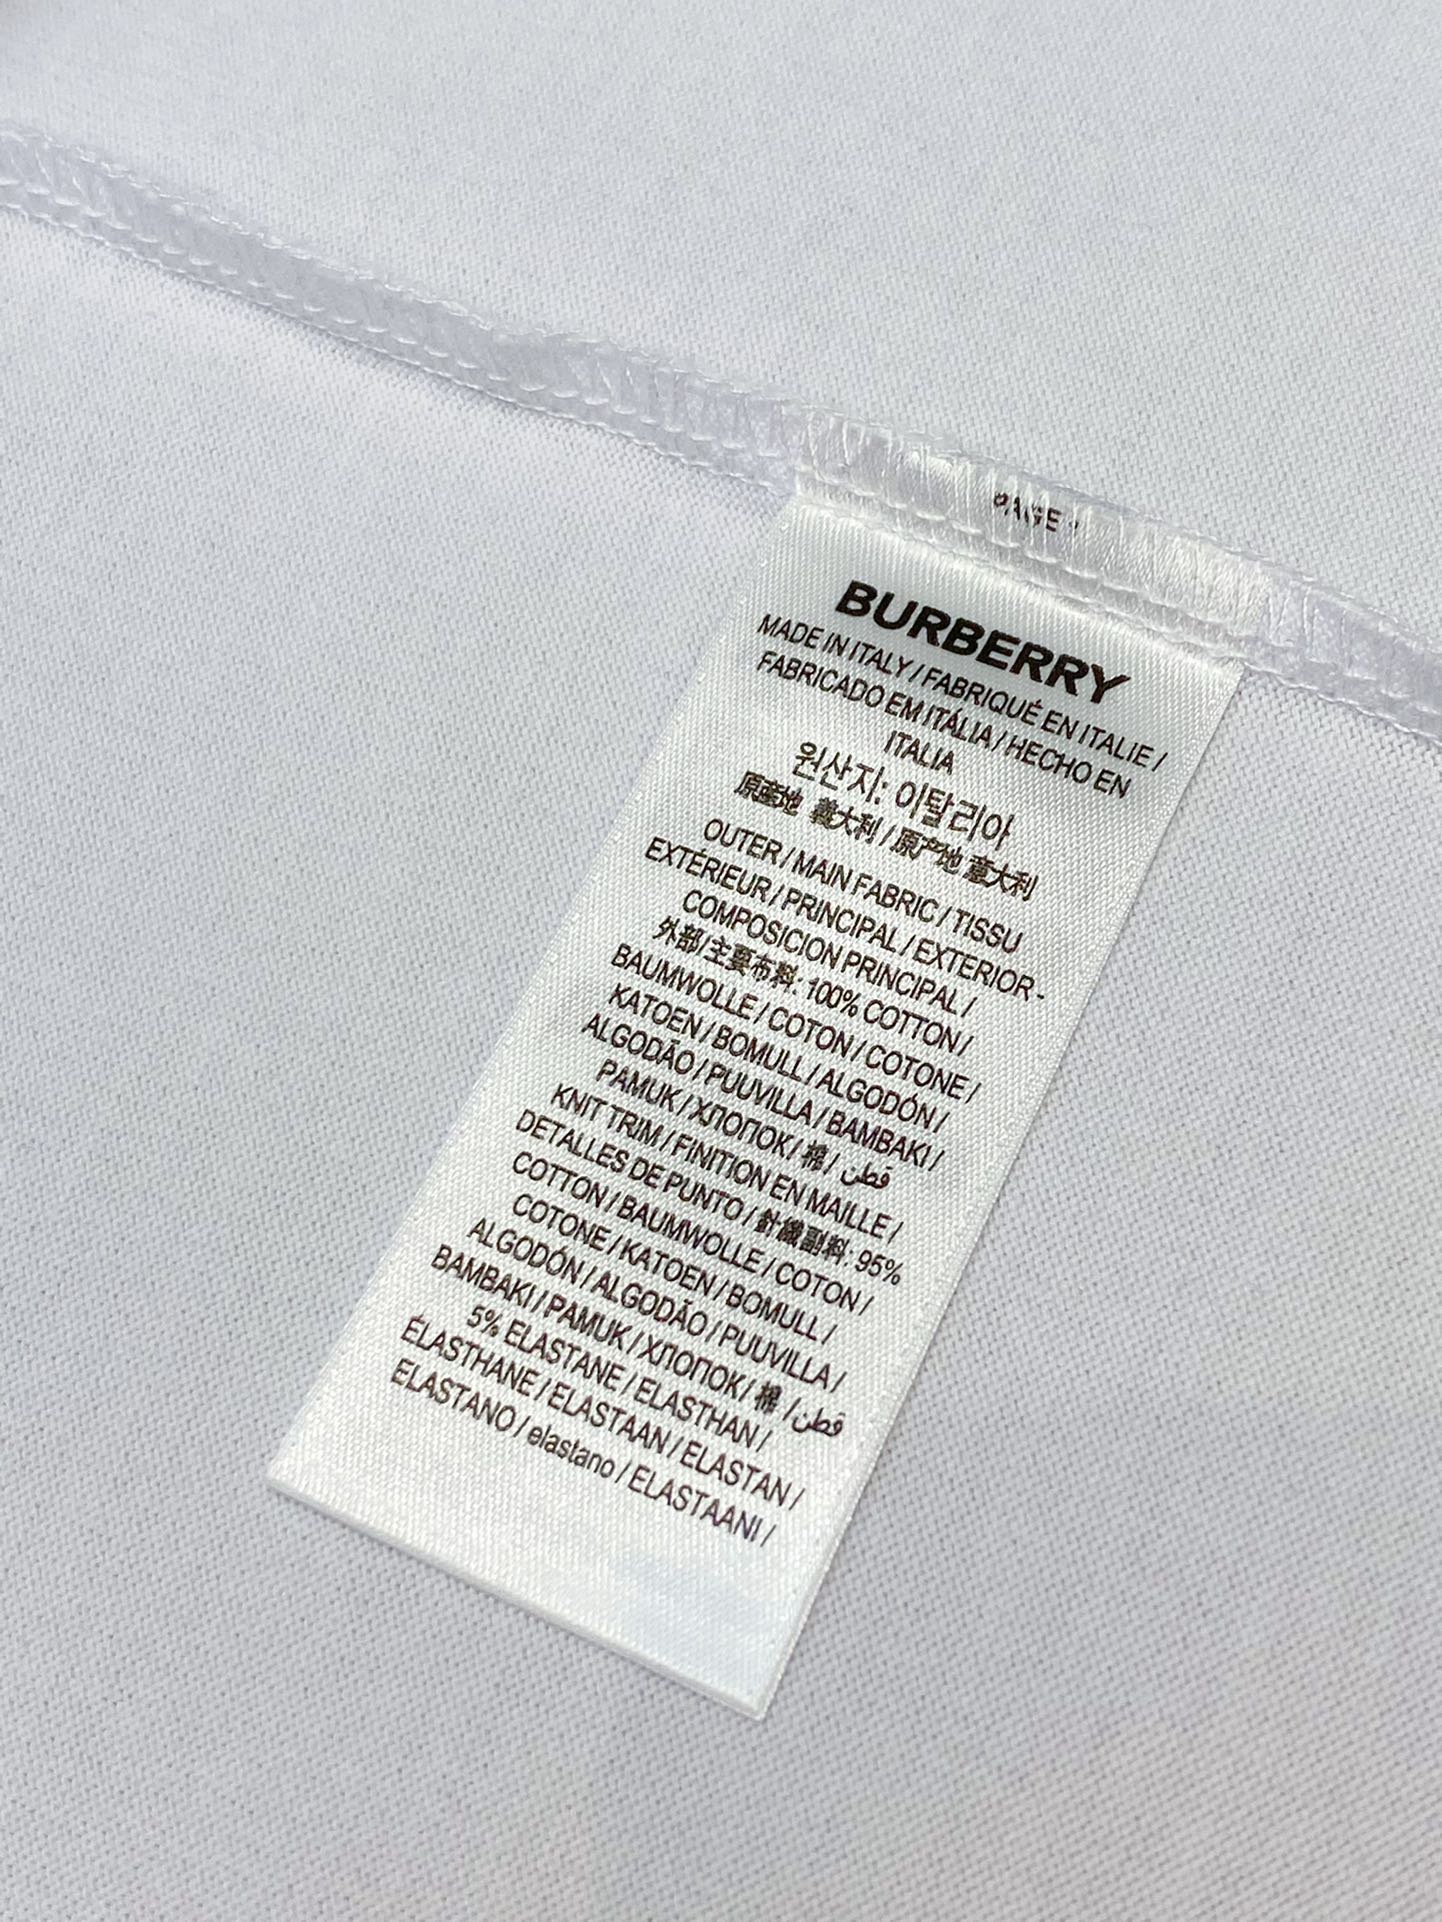 PAGE
BURBERRY
MADE IN ITALY / FABRIQUÉ EN ITALIE /
FABRICADO EM ITÁLIA / HECHO EN
ITALIA
원산지: 이탈리아
原産地 義大利 / 原产地 意大利
OUTER / MAIN FABRIC / TISSU
EXTÉRIEUR / PRINCIPAL / EXTERIOR -
COMPOSICION PRINCIPAL /
外部/主要布料: 100% COTTON /
BAUMWOLLE / COTON / COTONE /
KATOEN / BOMULL / ALGODÓN /
ALGODÃO / PUUVILLA / BAMBAKI /
PAMUK / ХЛОПОК / 棉 / قطن
KNIT TRIM / FINITION EN MAILLE /
DETALLES DE PUNTO / 針織副料: 95%
COTTON / BAUMWOLLE / COTON /
COTONE / KATOEN / BOMULL /
ALGODÓN / ALGODÃO / PUUVILLA /
BAMBAKI / PAMUK / ХЛОПОК / 棉 / قطن
5% ELASTANE / ELASTHAN /
ÉLASTHANE / ELASTAAN / ELASTAN /
ELASTANO / elastano / ELASTAANI /